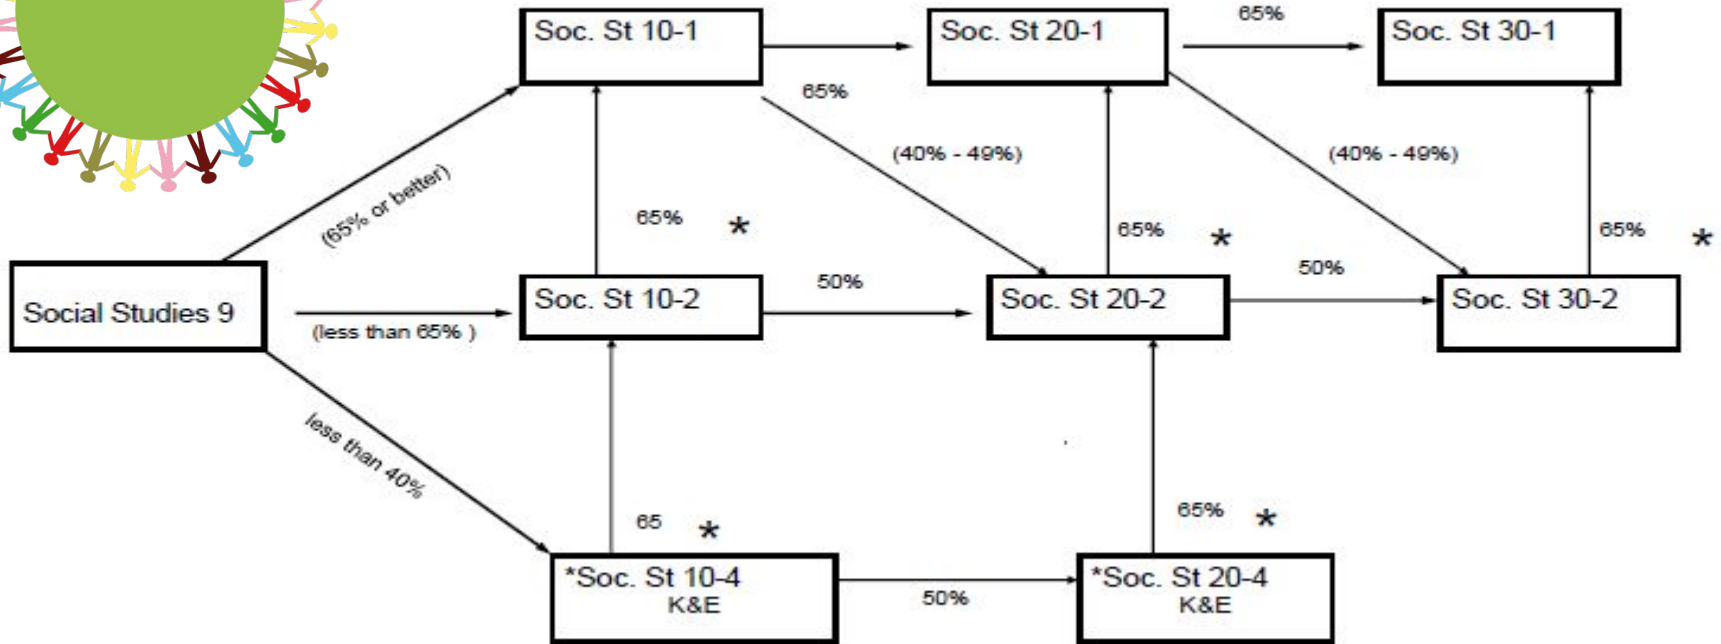 65%
Soc. St 10-1
Soc. St 20-1
Soc. St 30-1
65%
(40% - 49%)
(40% - 49%)
(65% or better)
65% *
65% *
65% *
50%
50%
Social Studies 9
Soc. St 10-2
Soc. St 20-2
Soc. St 30-2
(less than 65% )
less than 40%
65 *
65% *
*Soc. St 10-4
K&E
50%
*Soc. St 20-4
K&E